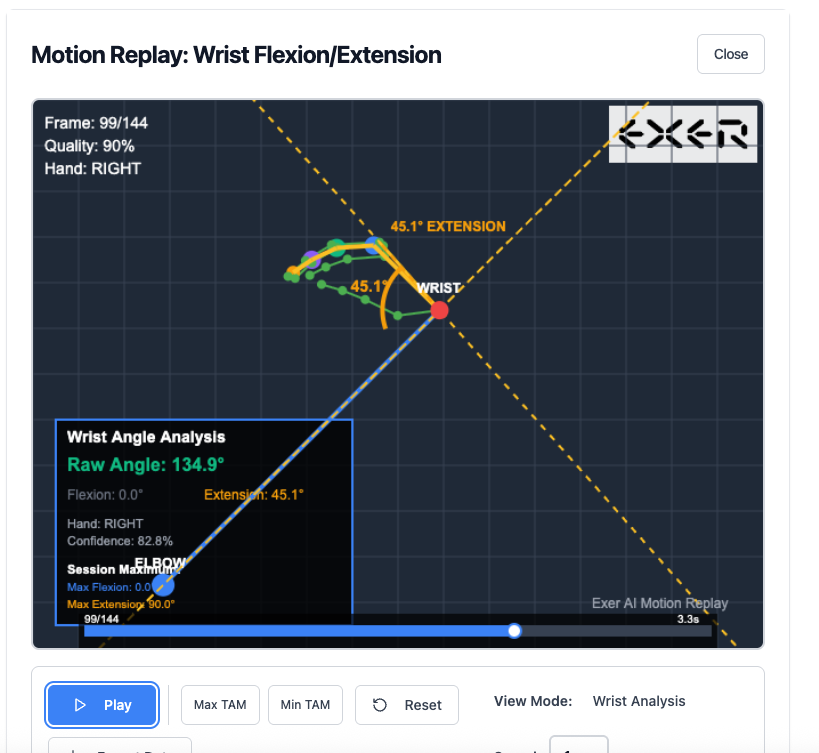 Motion Replay: Wrist Flexion/Extension
Close
Frame: 99/144
Quality: 90%
Hand: RIGHT
EXER
45.1° EXTENSION
45.1°
WRIST
Wrist Angle Analysis
Raw Angle: 134.9°
Flexion: 0.0°
Extension: 45.1°
Hand: RIGHT
Confidence: 82.8%
ELBOW
Session Maximum:
Max Flexion: 0.0°
Max Extension: 90.0°
Exer AI Motion Replay
99/144
3.3s
Play
Max TAM
Min TAM
Reset
View Mode:
Wrist Analysis